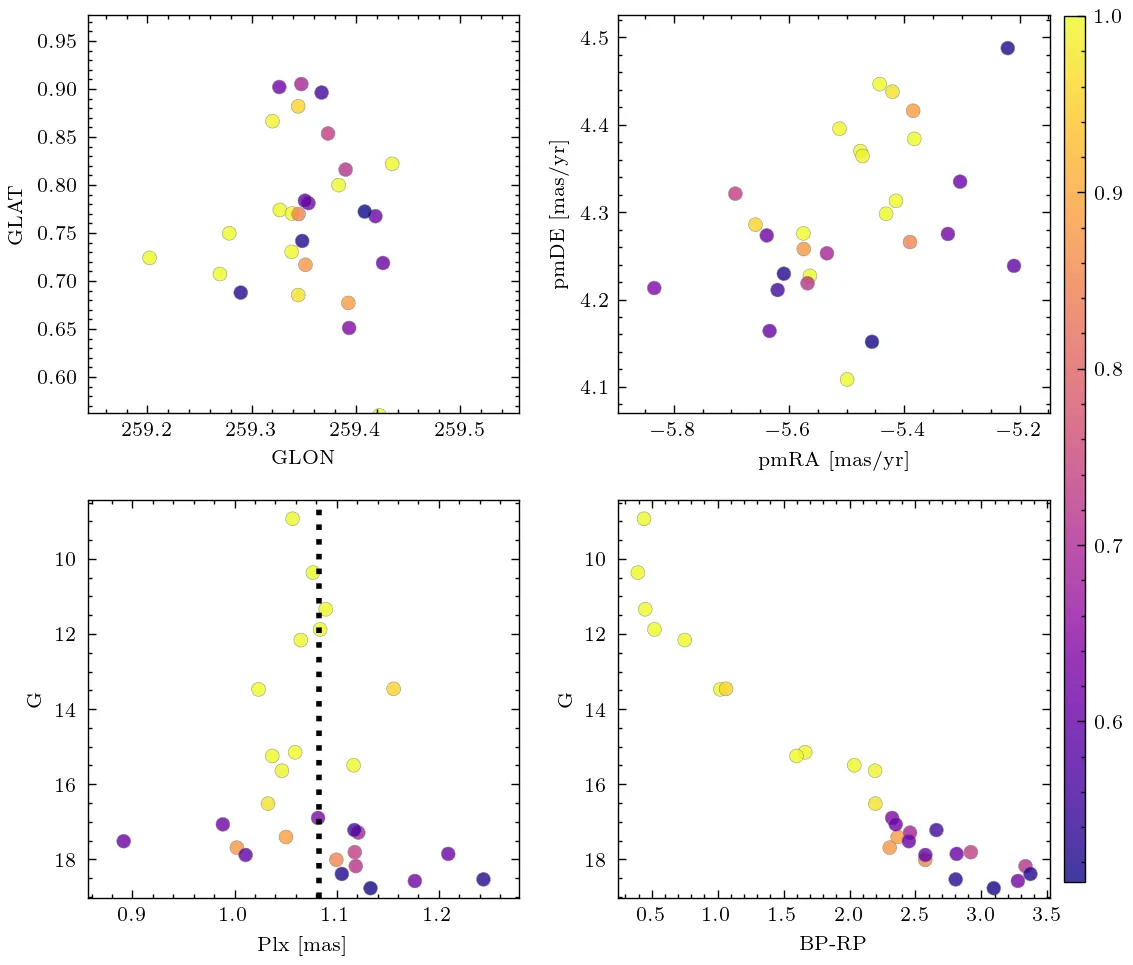 0.95
0.90
0.85
0.80
0.75
0.70
0.65
0.60
GLAT
259.2 259.3 259.4 259.5
GLON
4.5
4.4
4.3
4.2
4.1
pmDE [mas/yr]
−5.8 −5.6 −5.4 −5.2
pmRA [mas/yr]
1.0
0.9
0.8
0.7
0.6
10
12
14
16
18
G
0.9 1.0 1.1 1.2
Plx [mas]
10
12
14
16
18
G
0.5 1.0 1.5 2.0 2.5 3.0 3.5
BP-RP